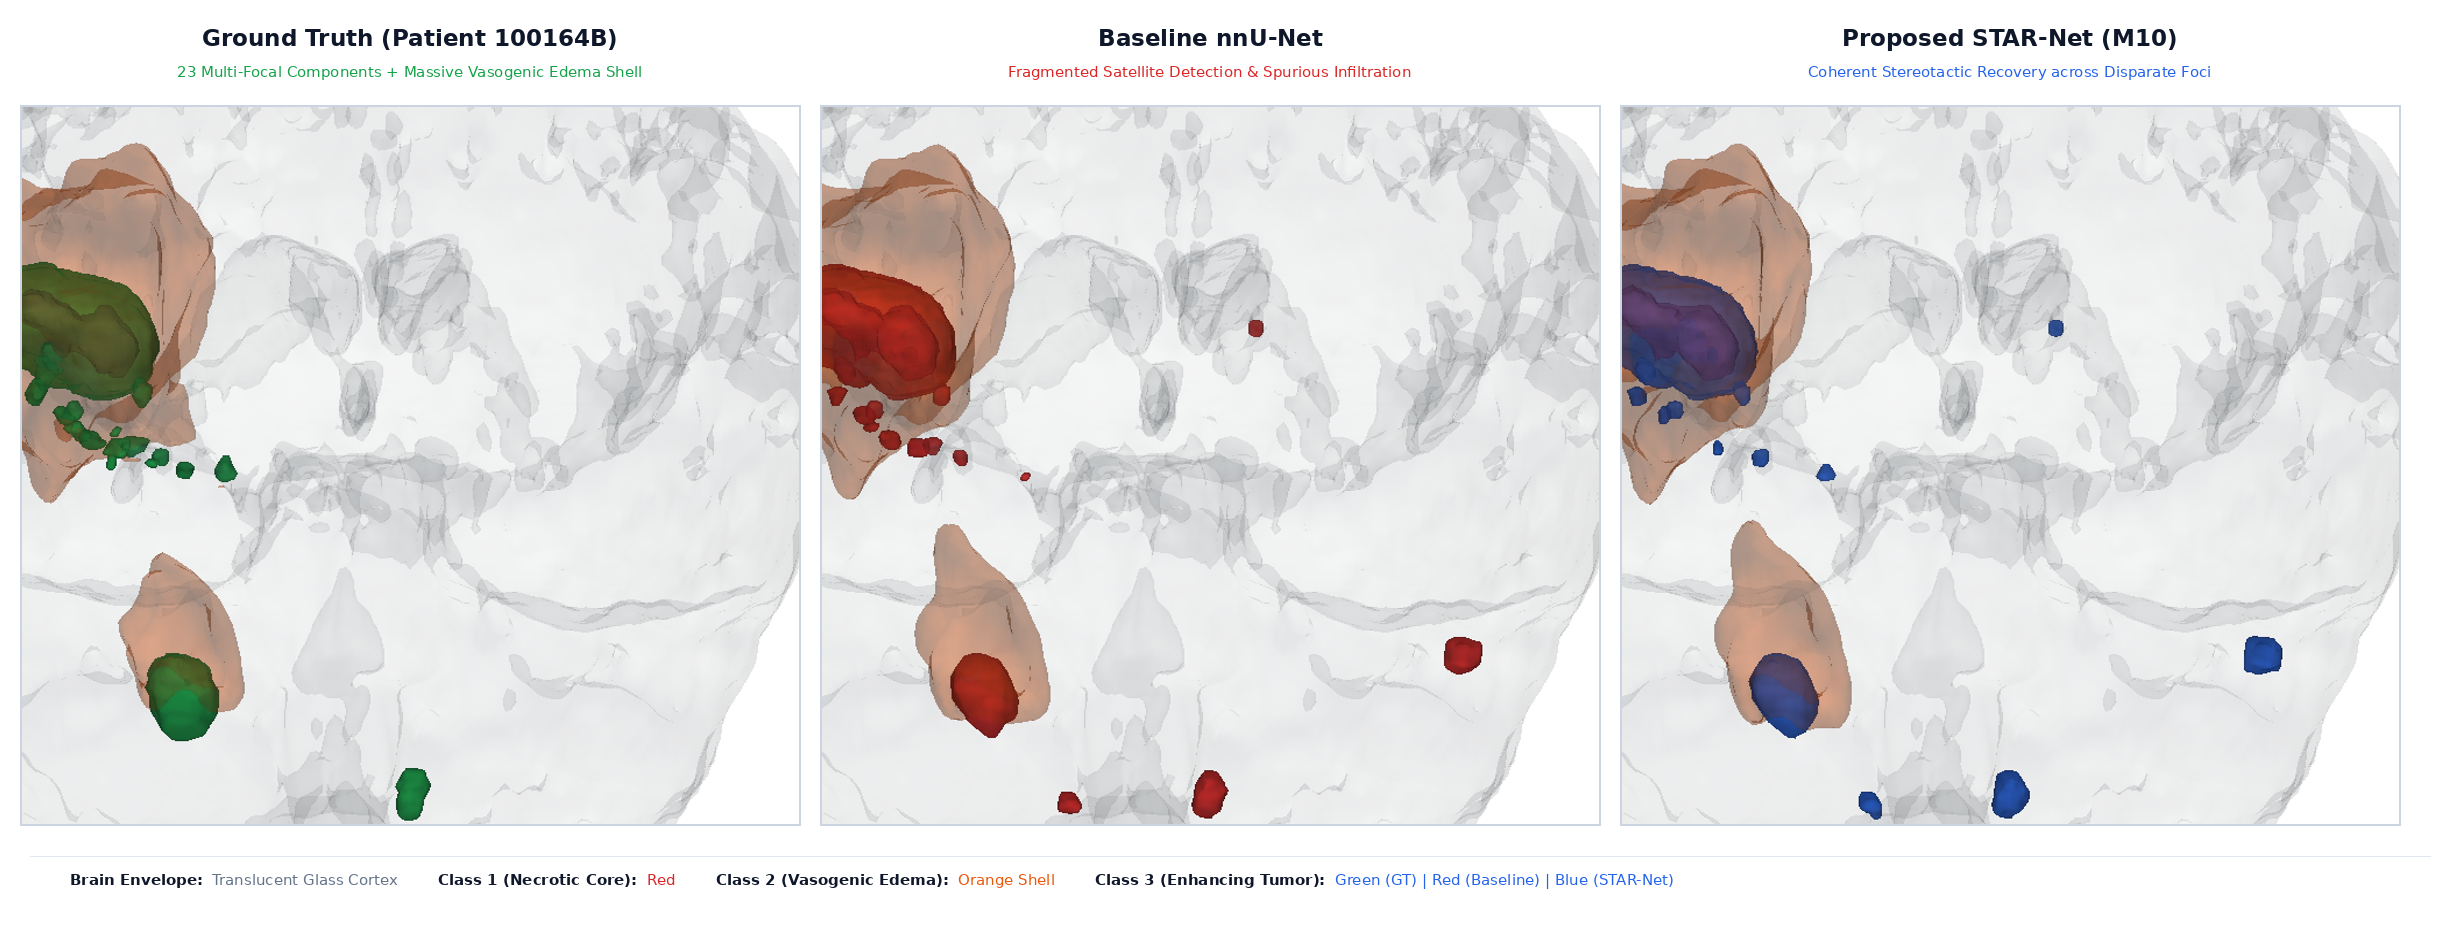 Ground Truth (Patient 100164B)
23 Multi-Focal Components + Massive Vasogenic Edema Shell
Baseline nnU-Net
Fragmented Satellite Detection & Spurious Infiltration
Proposed STAR-Net (M10)
Coherent Stereotactic Recovery across Disparate Foci
Brain Envelope: Translucent Glass Cortex Class 1 (Necrotic Core): Red Class 2 (Vasogenic Edema): Orange Shell Class 3 (Enhancing Tumor): Green (GT) | Red (Baseline) | Blue (STAR-Net)